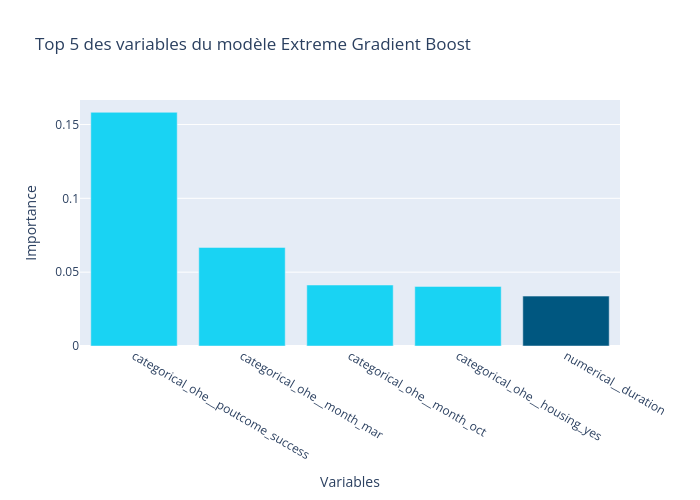 Top 5 des variables du modèle Extreme Gradient Boost
Importance
0.15
0.1
0.05
0
categorical_ohe__poutcome_success
categorical_ohe__month_mar
categorical_ohe__month_oct
categorical_ohe__housing_yes
numerical__duration
Variables